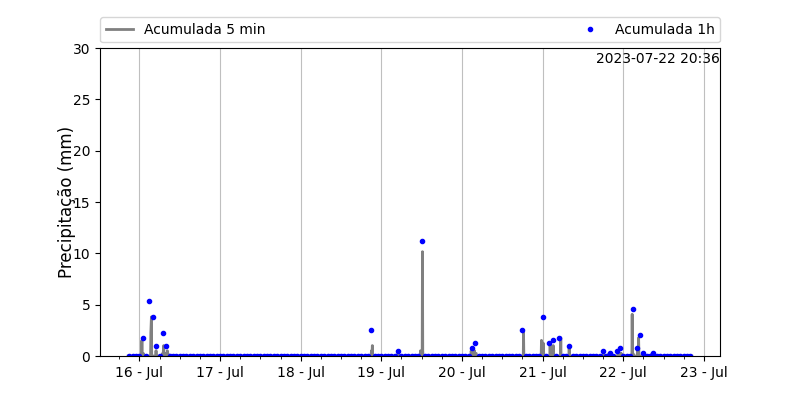 Acumulada 5 min
Acumulada 1h
2023-07-22 20:36
Precipitação (mm)
30
25
20
15
10
5
0
16 - Jul
17 - Jul
18 - Jul
19 - Jul
20 - Jul
21 - Jul
22 - Jul
23 - Jul